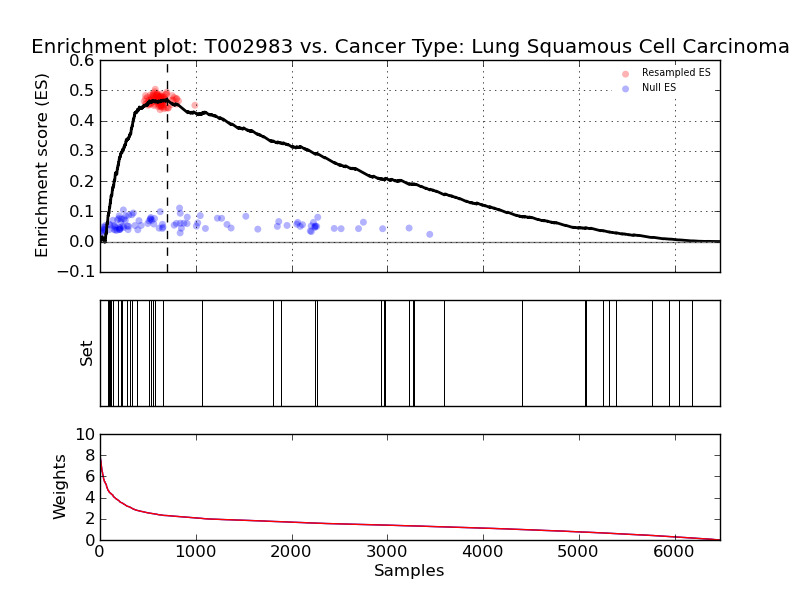 Enrichment plot: T002983 vs. Cancer Type: Lung Squamous Cell Carcinoma
0.6
0.5
0.4
0.3
0.2
0.1
0.0
−0.1
Enrichment score (ES)
Resampled ES
Null ES
Set
10
8
6
4
2
0
Weights
0 1000 2000 3000 4000 5000 6000
Samples